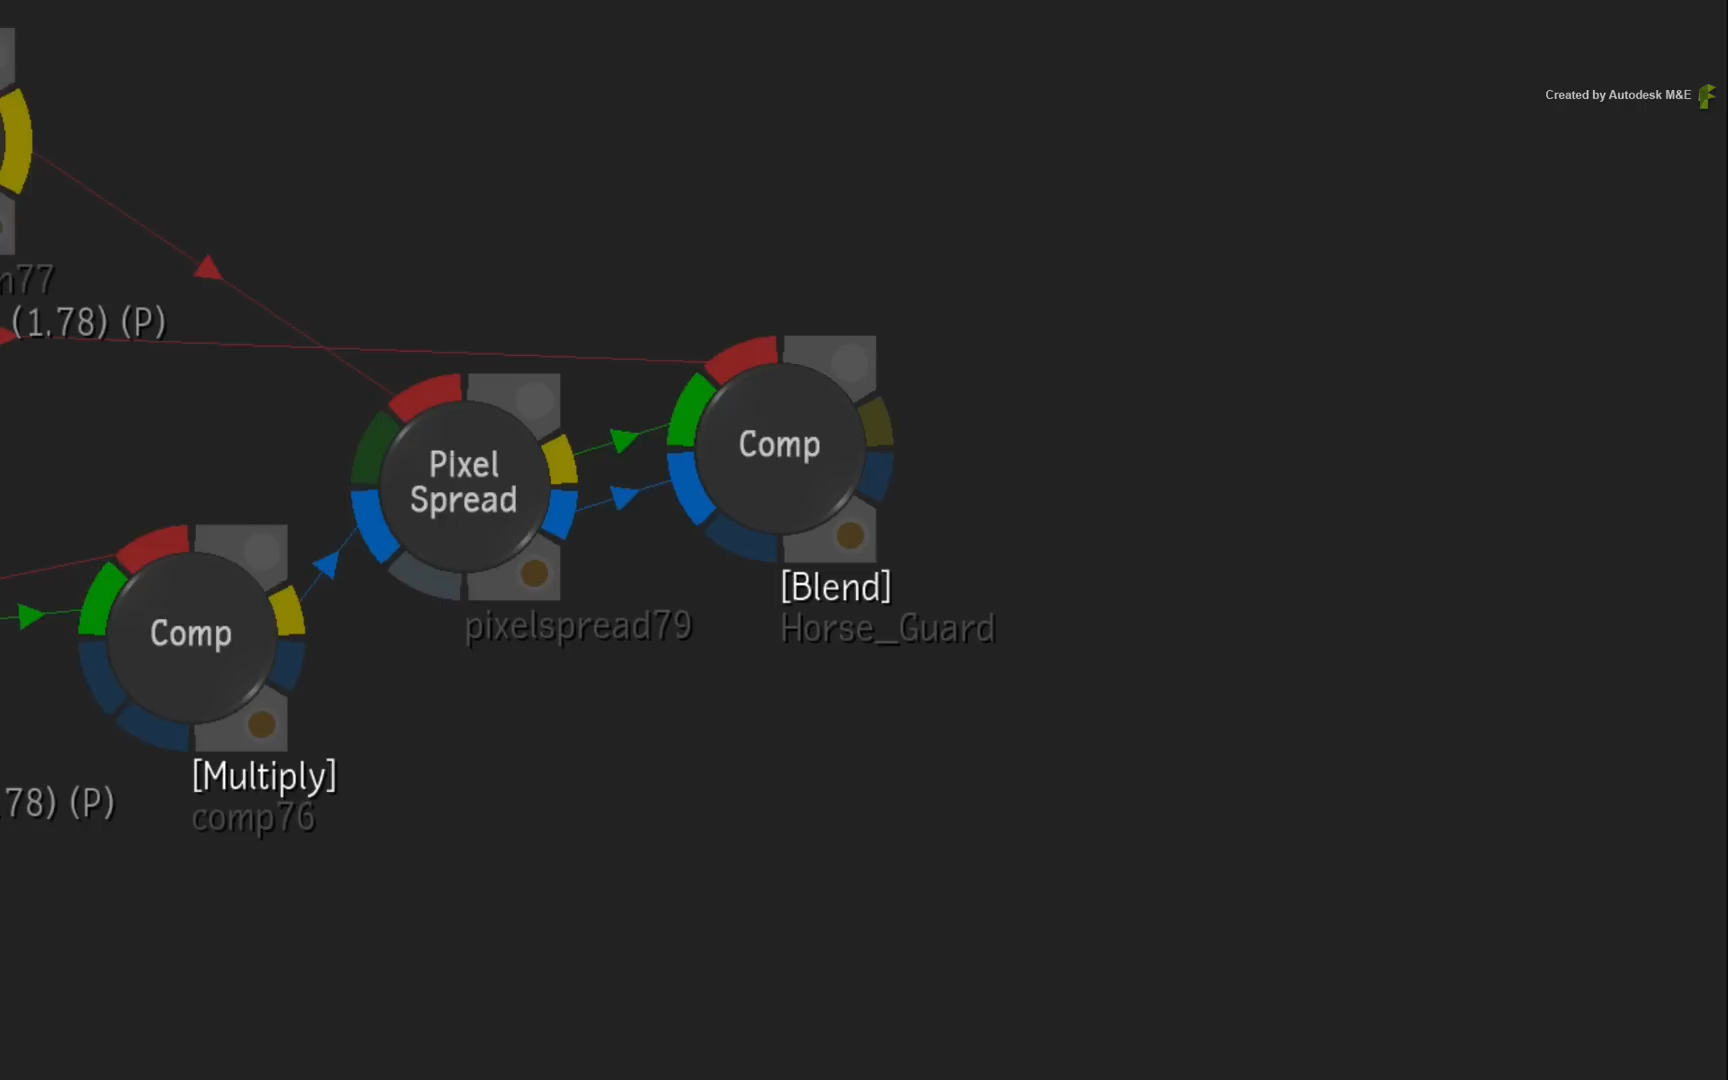 Created by Autodesk M&E
n77
(1.78) (P)
Comp
[Blend]
Horse_Guard
Pixel
Spread
pixelspread79
Comp
[Multiply]
comp76
78) (P)